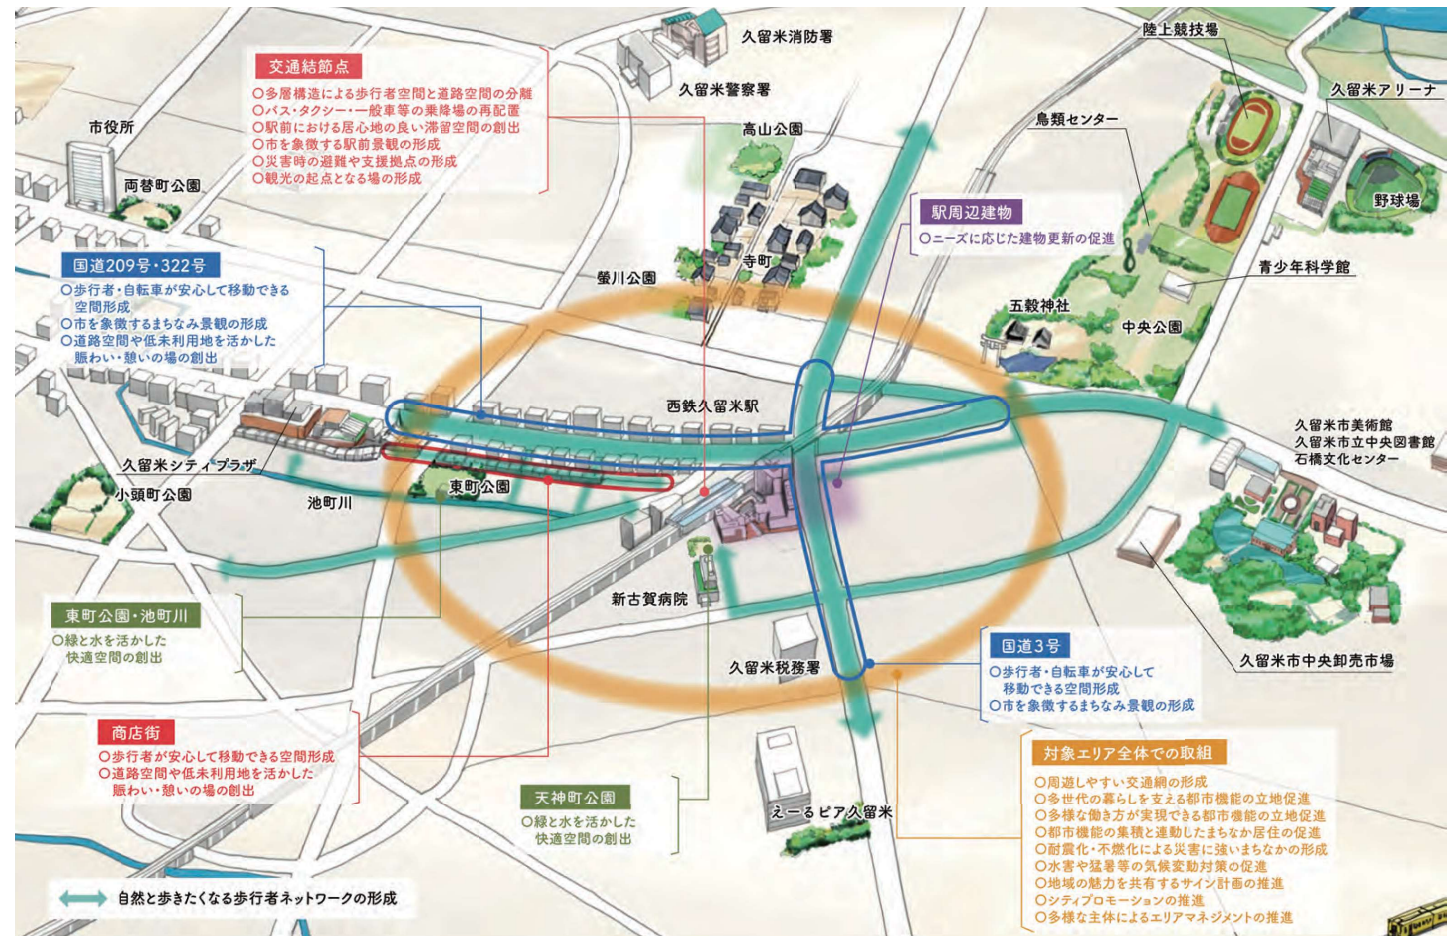 久留米消防署
久留米警察署
陸上競技場
久留米アリーナ
鳥類センター
高山公園
野球場
市役所
両替町公園
交通結節点
○多層構造による歩行者空間と道路空間の分離
○バス・タクシー・一般車等の乗降場の再配置
○駅前における居心地の良い滞留空間の創出
○市を象徴する駅前景観の形成
○災害時の避難や支援拠点の形成
○観光の起点となる場の形成
駅周辺建物
○ニーズに応じた建物更新の促進
国道209号・322号
○歩行者・自転車が安心して移動できる
空間形成
○市を象徴するまちなみ景観の形成
○道路空間や低未利用地を活かした
賑わい・憩いの場の創出
螢川公園
寺町
青少年科学館
五穀神社
中央公園
西鉄久留米駅
久留米市美術館
久留米市立中央図書館
石橋文化センター
久留米シティプラザ
小頭町公園
池町川
東町公園
新古賀病院
久留米税務署
久留米市中央卸売市場
東町公園・池町川
○緑と水を活かした
快適空間の創出
国道3号
○歩行者・自転車が安心して
移動できる空間形成
○市を象徴するまちなみ景観の形成
商店街
○歩行者が安心して移動できる空間形成
○道路空間や低未利用地を活かした
賑わい・憩いの場の創出
天神町公園
○緑と水を活かした
快適空間の創出
えーるピア久留米
対象エリア全体での取組
○周遊しやすい交通網の形成
○多世代の暮らしを支える都市機能の立地促進
○多様な働き方が実現できる都市機能の立地促進
○都市機能の集積と連動したまちなか居住の促進
○耐震化・不燃化による災害に強いまちなかの形成
○水害や猛暑等の気候変動対策の促進
○地域の魅力を共有するサイン計画の推進
○シティプロモーションの推進
○多様な主体によるエリアマネジメントの推進
自然と歩きたくなる歩行者ネットワークの形成